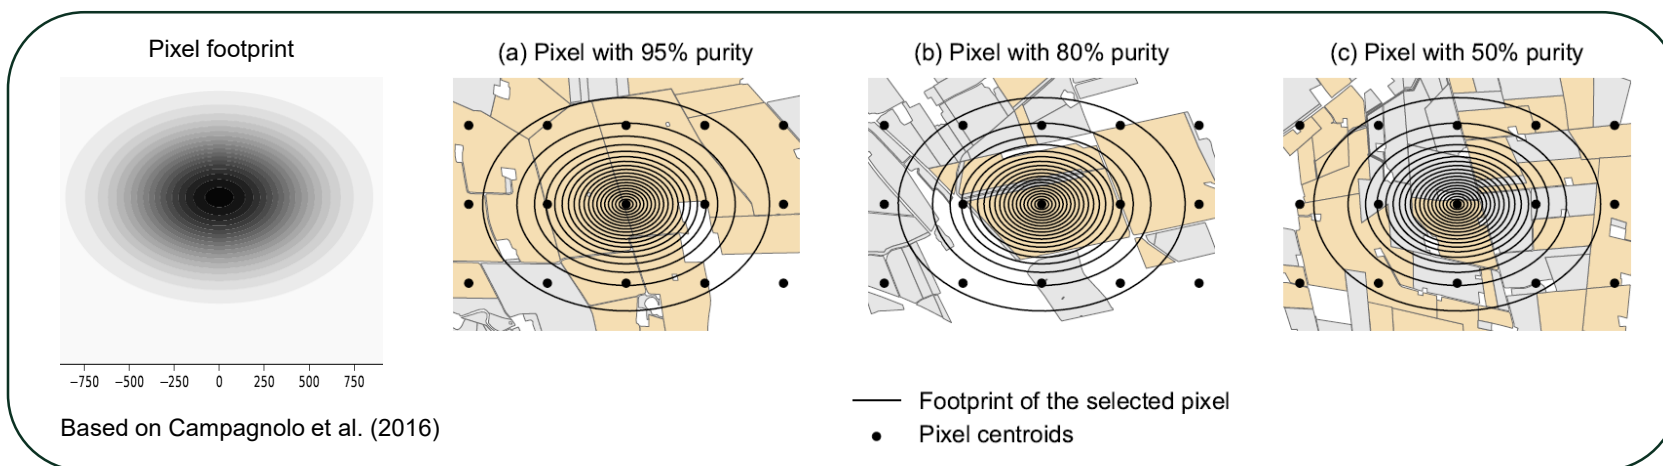 Pixel footprint
(a) Pixel with 95% purity
(b) Pixel with 80% purity
(c) Pixel with 50% purity
−750 −500 −250 0 250 500 750
Based on Campagnolo et al. (2016)
Footprint of the selected pixel
Pixel centroids